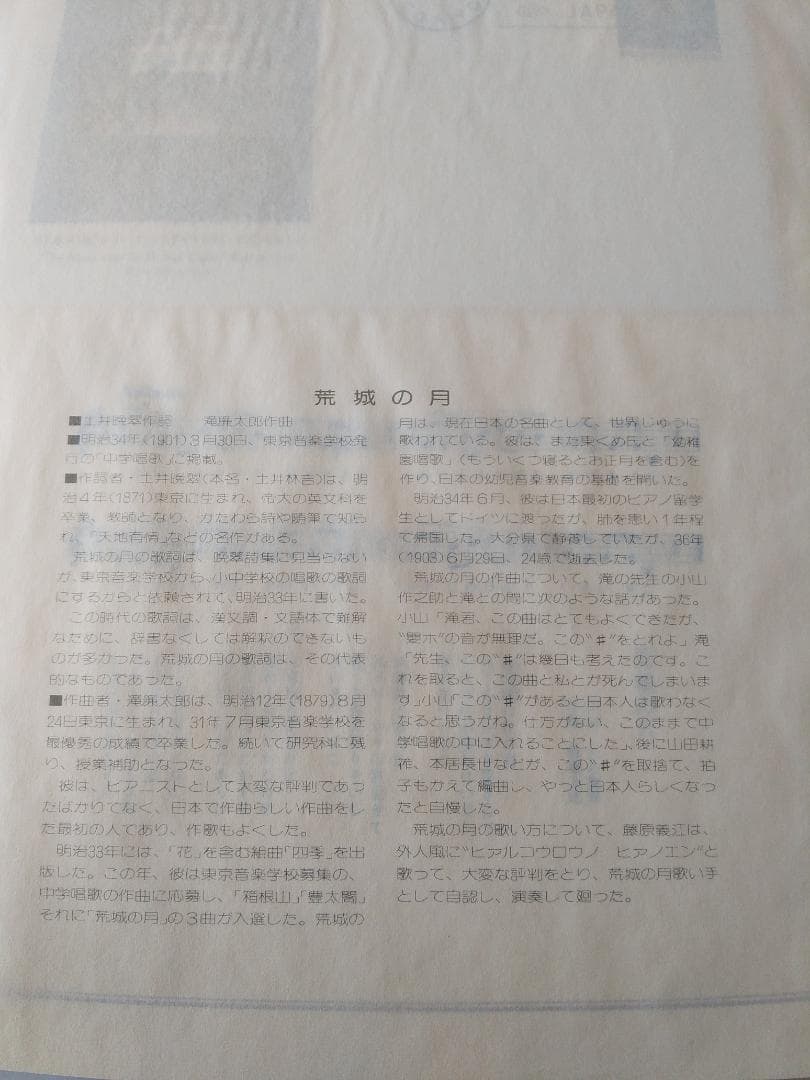 荒城の月
■土井晩翠作詞　滝廉太郎作曲
■明治34年(1901)3月30日、東京音楽学校発
行の「中学唱歌」に掲載。
■作詞者・土井晩翠(本名・土井林吉)は、明
治4年(1871)東京に生まれ、帝大の英文科を
卒業、教師となり、かたわら詩や随筆で知ら
れ、「天地有情」などの名作がある。
荒城の月の歌詞は、晩翠詩集に見当らない
が、東京音楽学校から、小中学校の唱歌の歌詞
にするからと依頼されて、明治33年に書いた。
この時代の歌詞は、漢文調・文語体で難解
なために、辞書なくしては解釈のできないも
のが多かった。荒城の月の歌詞は、その代表
的なものであった。
■作曲者・滝廉太郎は、明治12年(1879)8月
24日東京に生まれ、31年7月東京音楽学校を
最優秀の成績で卒業した。続いて研究科に残
り、授業補助となった。
彼は、ピアニストとして大変な評判であっ
たばかりでなく、日本で作曲らしい作曲をし
た最初の人であり、作歌もよくした。
明治33年には、「花」を含む組曲「四季」を出
版した。この年、彼は東京音楽学校募集の、
中学唱歌の作曲に応募し、「箱根山」「豊太閤」
それに「荒城の月」の3曲が入選した。荒城の
月は、現在日本の名曲として、世界じゅうに
歌われている。彼は、また東くめ氏と「幼稚
園唱歌」(もういくつ寝るとお正月を含む)を
作り、日本の幼児音楽教育の基礎を開いた。
明治34年6月、彼は日本最初のピアノ留学
生としてドイツに渡ったが、肺を患い1年程
で帰国した。大分県で静養していたが、36年
(1903)6月29日、24歳で逝去した。
荒城の月の作曲について、滝の先生の小山
作之助と滝との間に次のような話があった。
小山「滝君、この曲はとてもよくできたが、
"嬰ホ"の音が無理だ。この"♯"をとれよ」滝
「先生、この"♯"は幾日も考えたのです。こ
れを取ると、この曲と私とが死んでしまいま
す」小山「この"♯"があると日本人は歌わなく
なると思うがね。仕方がない、このままで中
学唱歌の中に入れることにした」、後に山田耕
筰、本居長世などが、この"♯"を取捨て、拍
子もかえて編曲し、やっと日本人らしくなっ
たと自慢した。
荒城の月の歌い方について、藤原義江は、
外人風に"ヒァルコウロウノ　ヒァノエン"と
歌って、大変な評判をとり、荒城の月歌い手
として自認し、演奏して廻った。